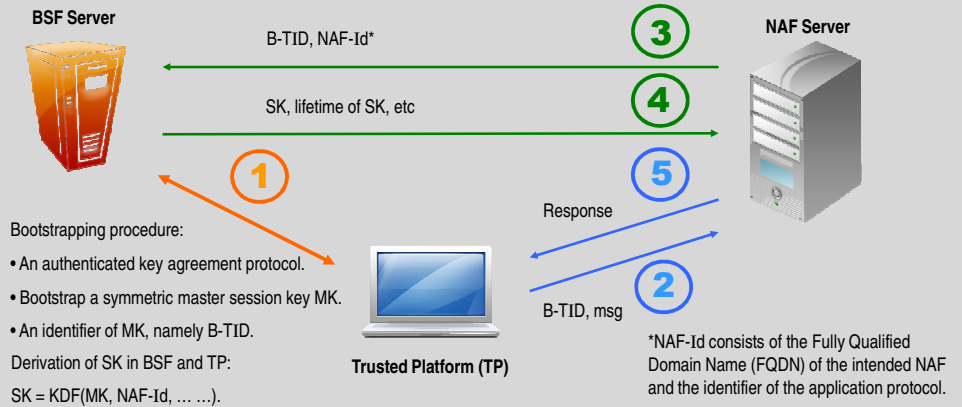 BSF Server
NAF Server
B-TID, NAF-Id*
3
SK, lifetime of SK, etc
4
1
5
Response
2
B-TID, msg
Bootstrapping procedure:
• An authenticated key agreement protocol.
• Bootstrap a symmetric master session key MK.
• An identifier of MK, namely B-TID.
Derivation of SK in BSF and TP:
SK = KDF(MK, NAF-Id, ... ...).
Trusted Platform (TP)
*NAF-Id consists of the Fully Qualified
Domain Name (FQDN) of the intended NAF
and the identifier of the application protocol.